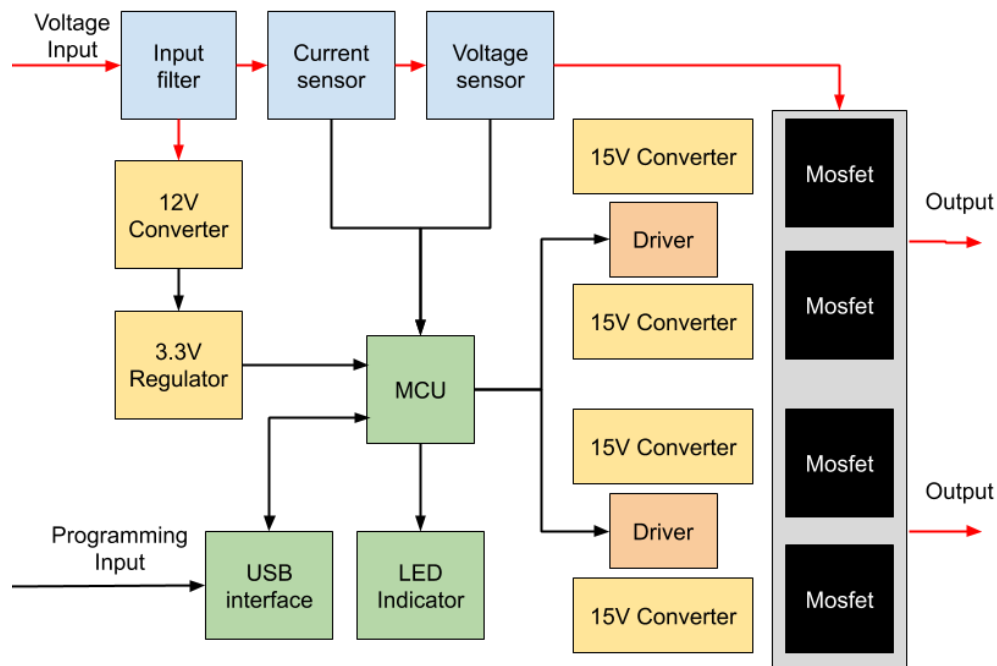 Voltage
Input
Input
filter
Current
sensor
Voltage
sensor
12V
Converter
3.3V
Regulator
MCU
Programming
Input
USB
interface
LED
Indicator
15V Converter
Driver
15V Converter
15V Converter
Driver
15V Converter
Mosfet
Mosfet
Mosfet
Mosfet
Output
Output